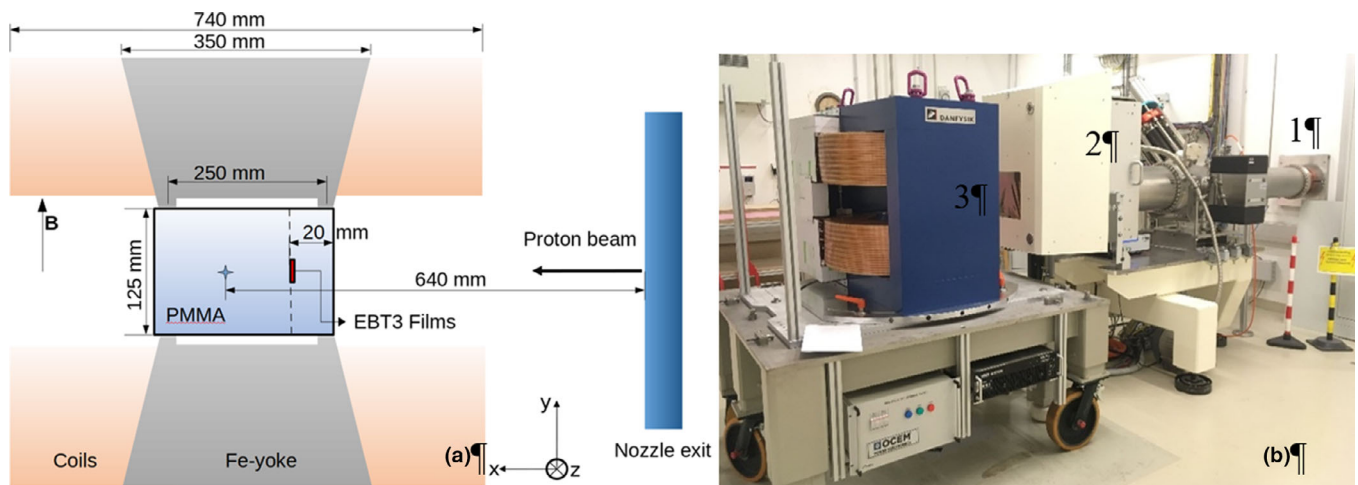 740 mm
350 mm
250 mm
B
125 mm
20 mm
Proton beam
640 mm
PMMA
EBT3 Films
Coils
Fe-yoke
y
x
z
Nozzle exit
(a)¶
DANFYSIK
1¶
2¶
3¶
OCEM
(b)¶